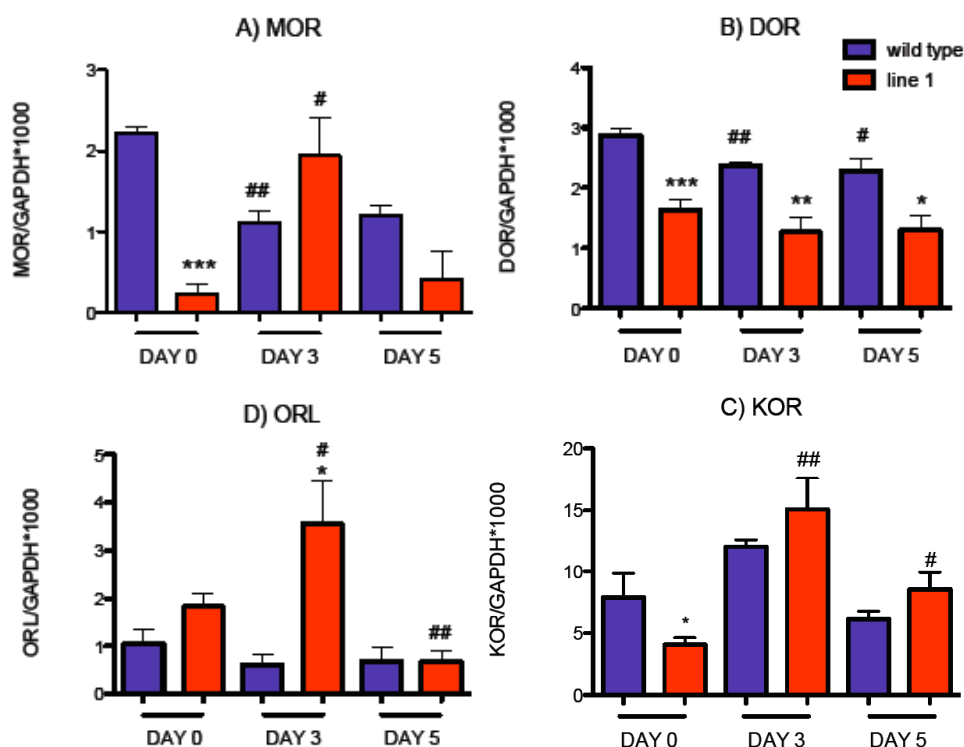 A) MOR
MOR/GAPDH*1000
3
2
1
0
***
##
#
DAY 0
DAY 3
DAY 5
B) DOR
wild type
line 1
DOR/GAPDH*1000
4
3
2
1
0
***
##
**
#
*
DAY 0
DAY 3
DAY 5
D) ORL
ORL/GAPDH*1000
5
4
3
2
1
0
#
*
##
DAY 0
DAY 3
DAY 5
C) KOR
KOR/GAPDH*1000
20
15
10
5
0
*
##
#
DAY 0
DAY 3
DAY 5